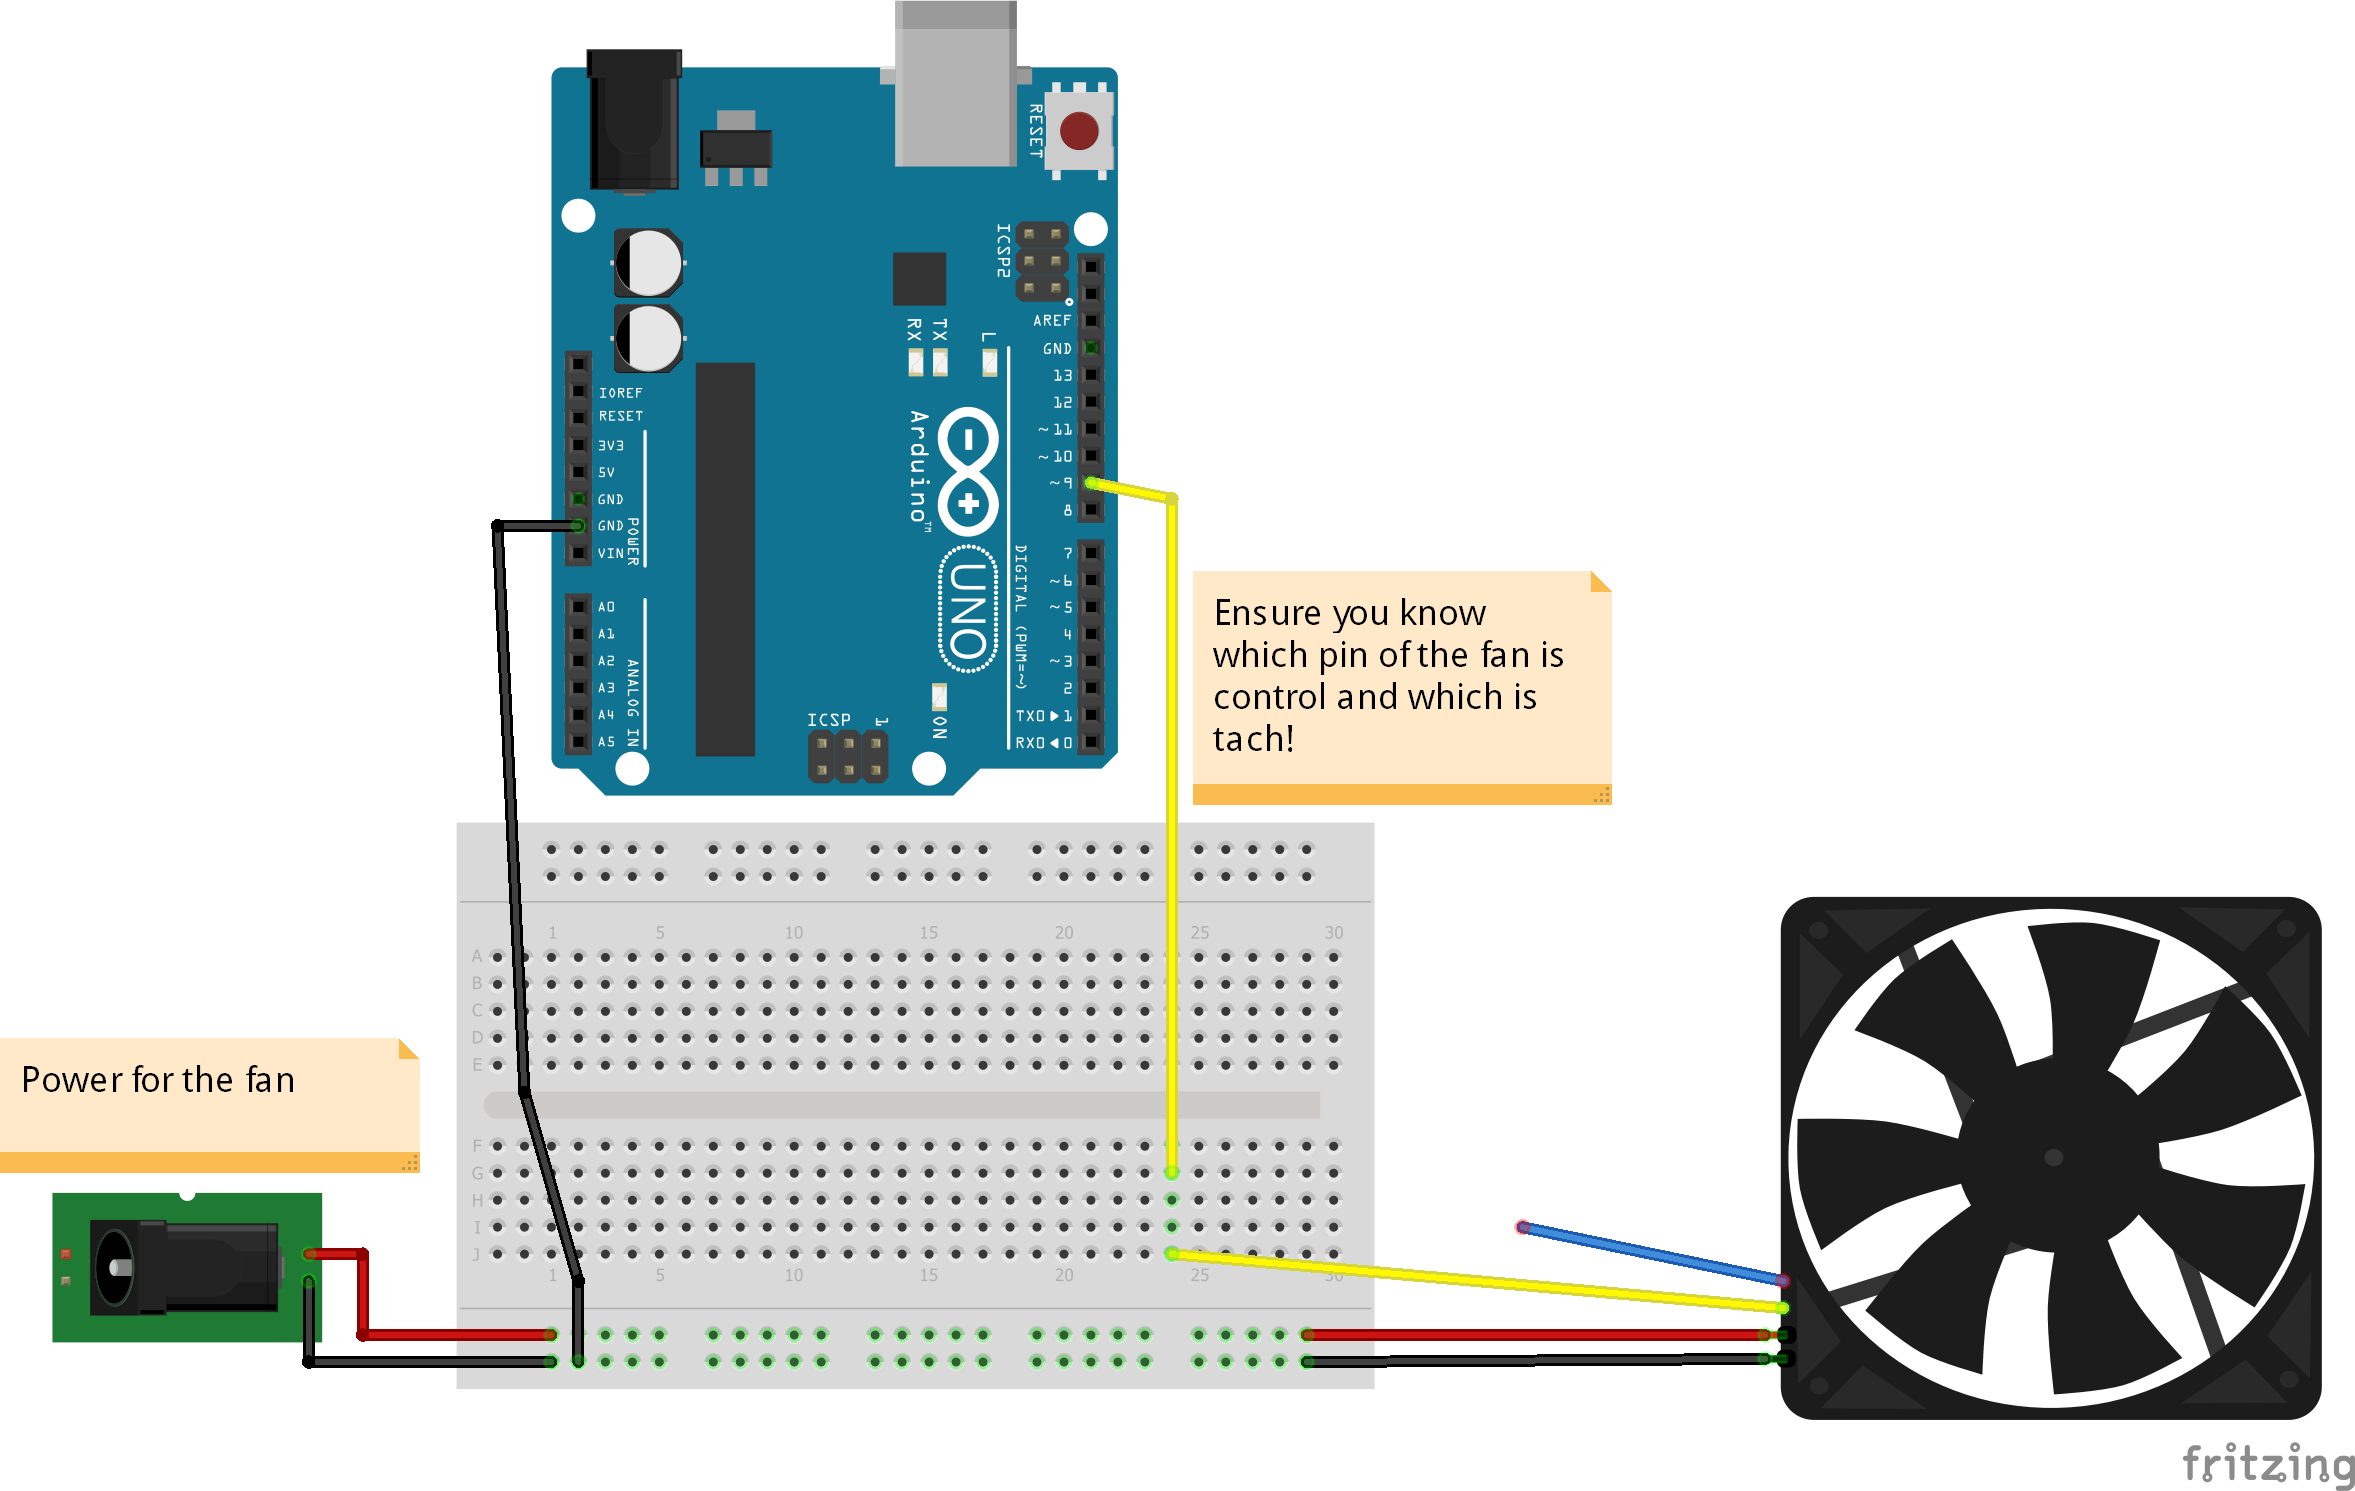 RESET
ICSP2
AREF
GND
13
12
~11
~10
~9
8
RX
TX
L
IOREF
RESET
3V3
5V
GND
GND
VIN
POWER
Arduino™
UNO
DIGITAL (PWM=~)
7
~6
~5
4
~3
2
TX0▶1
RX0◀0
A0
A1
A2
A3
A4
A5
ANALOG IN
ICSP 1
ON
Ensure you know
which pin of the fan is
control and which is
tach!
1 5 10 15 20 25 30
A
B
C
D
E
F
G
H
I
J
1 5 10 15 20 25 30
Power for the fan
fritzing